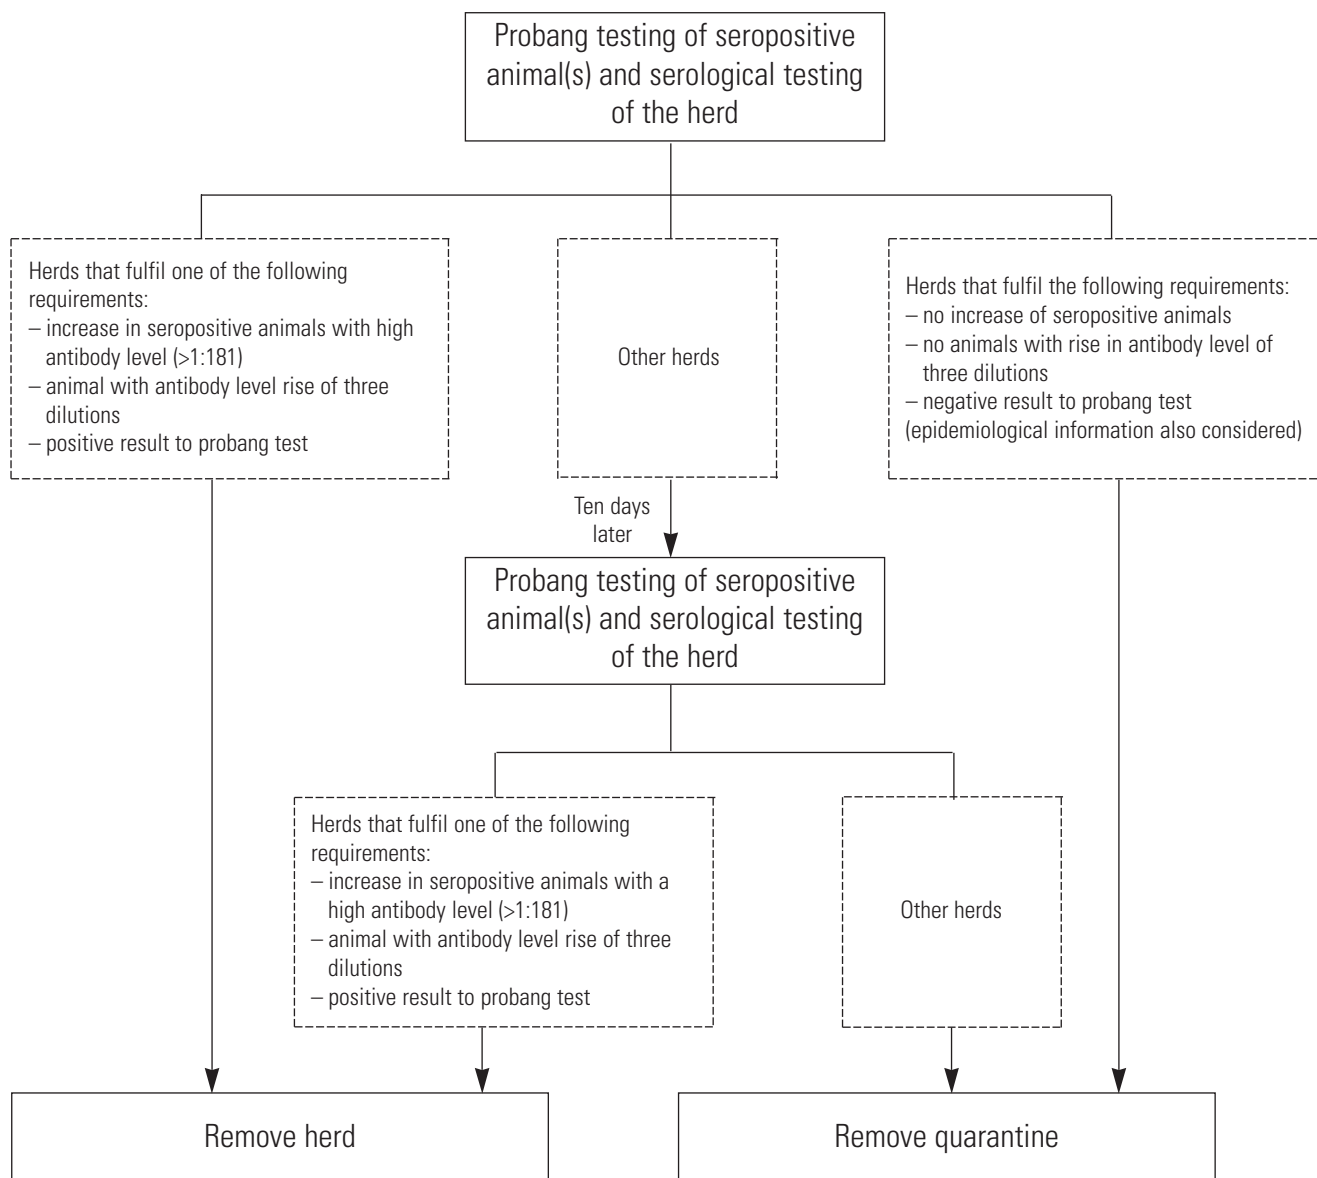 Probang testing of seropositive
animal(s) and serological testing
of the herd
Herds that fulfil one of the following
requirements:
– increase in seropositive animals with high
antibody level (>1:181)
– animal with antibody level rise of three
dilutions
– positive result to probang test
Other herds
Herds that fulfil the following requirements:
– no increase of seropositive animals
– no animals with rise in antibody level of
three dilutions
– negative result to probang test
(epidemiological information also considered)
Ten days
later
Probang testing of seropositive
animal(s) and serological testing
of the herd
Herds that fulfil one of the following
requirements:
– increase in seropositive animals with a
high antibody level (>1:181)
– animal with antibody level rise of three
dilutions
– positive result to probang test
Other herds
Remove herd
Remove quarantine